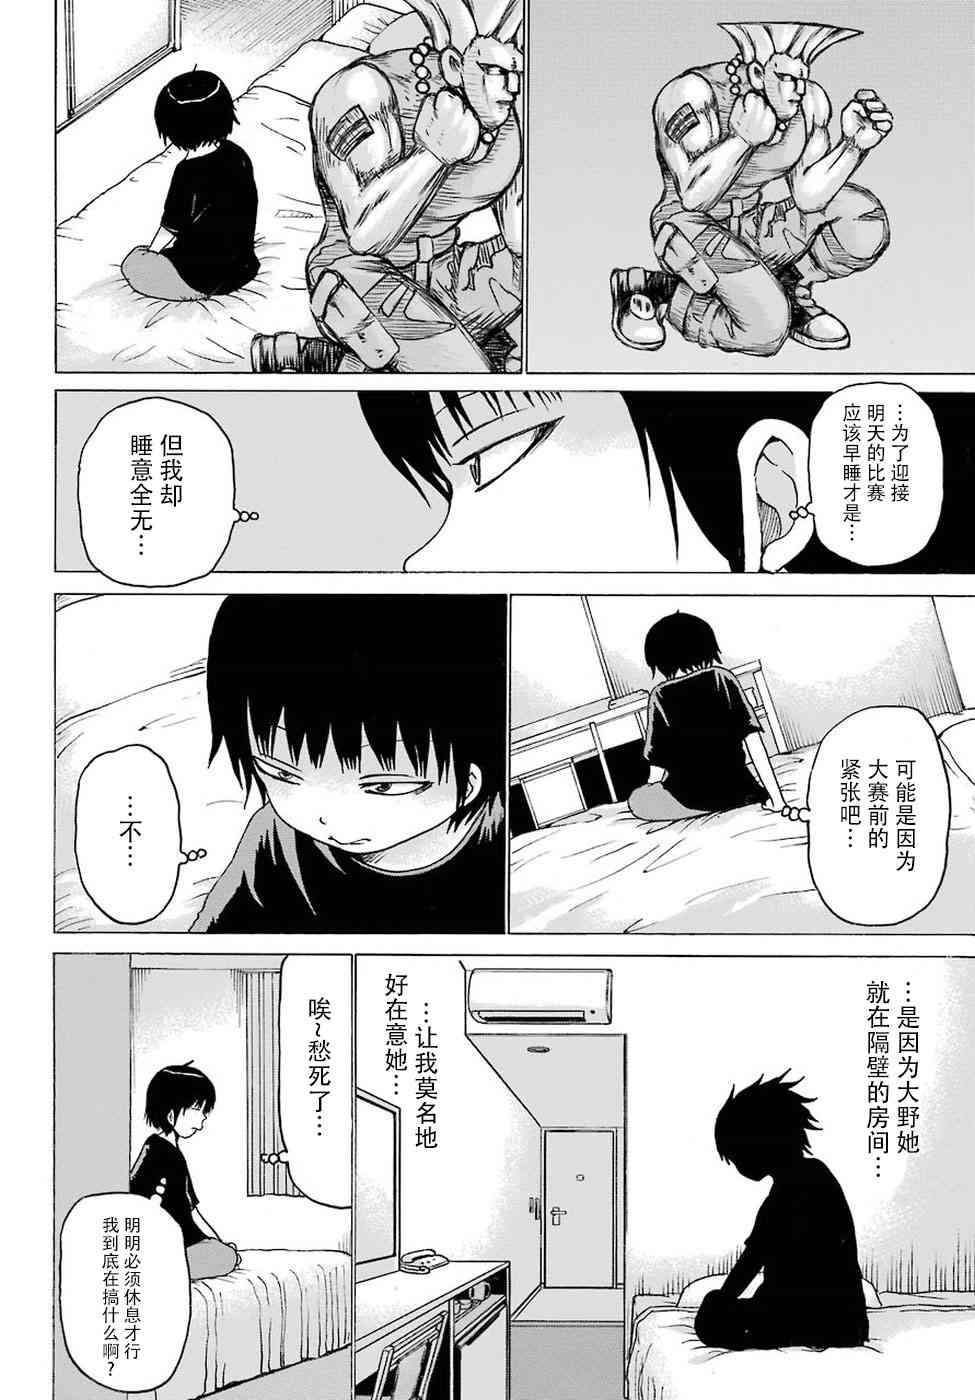 …为了迎接
明天的比赛
应该早睡才是…
但我却
睡意全无…
可能是因为
大赛前的
紧张吧…
…不…
…是因为大野她
就在隔壁的房间…
…让我莫名地
好在意她…
唉~愁死了…
明明必须休息才行
我到底在搞什么啊?